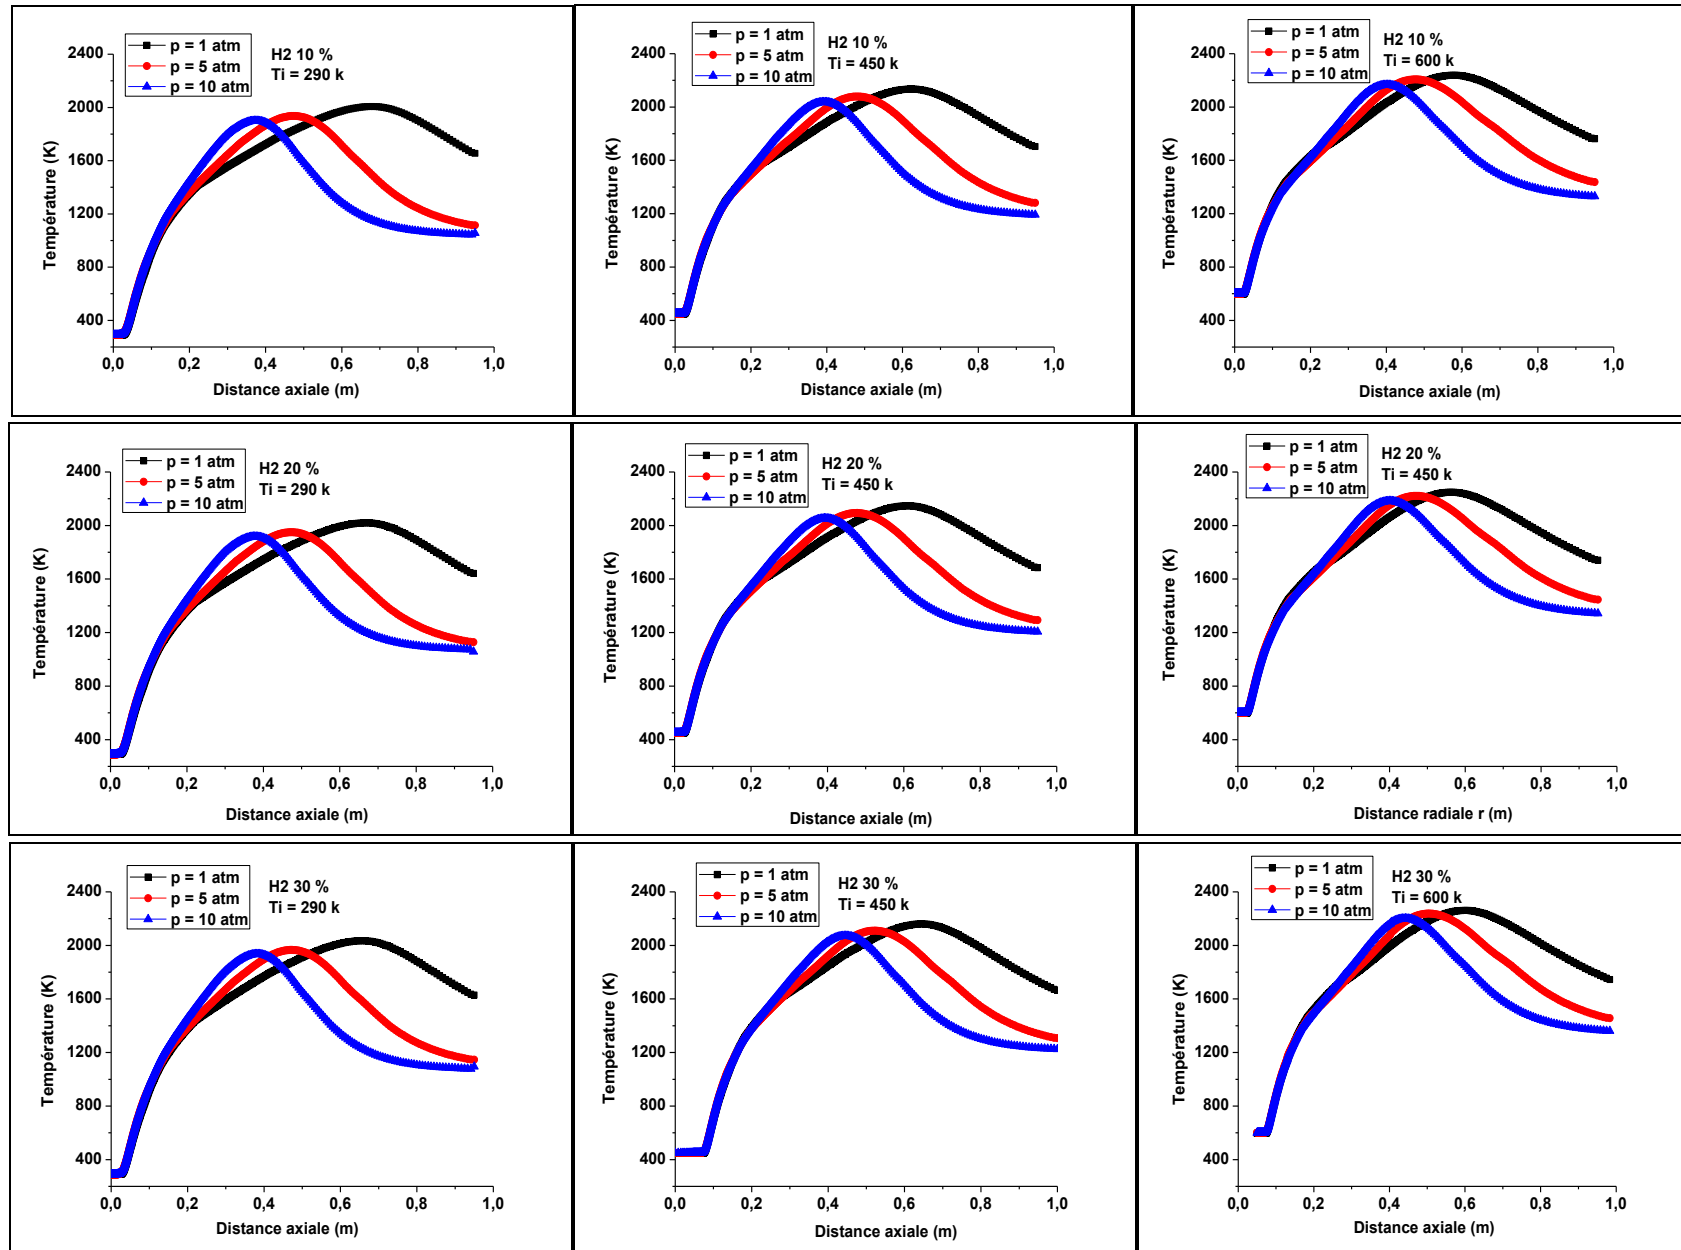 p = 1 atm
p = 5 atm
p = 10 atm
H2 10 %
Ti = 290 k
2400
2000
1600
1200
800
400
Température (K)
0,0 0,2 0,4 0,6 0,8 1,0
Distance axiale (m)
p = 1 atm
p = 5 atm
p = 10 atm
H2 10 %
Ti = 450 k
2400
2000
1600
1200
800
400
Température (K)
0,0 0,2 0,4 0,6 0,8 1,0
Distance axiale (m)
p = 1 atm
p = 5 atm
p = 10 atm
H2 10 %
Ti = 600 k
2400
2000
1600
1200
800
400
Température (K)
0,0 0,2 0,4 0,6 0,8 1,0
Distance axiale (m)
p = 1 atm
p = 5 atm
p = 10 atm
H2 20 %
Ti = 290 k
2400
2000
1600
1200
800
400
Température (K)
0,0 0,2 0,4 0,6 0,8 1,0
Distance axiale (m)
p = 1 atm
p = 5 atm
p = 10 atm
H2 20 %
Ti = 450 k
2400
2000
1600
1200
800
400
Température (K)
0,0 0,2 0,4 0,6 0,8 1,0
Distance axiale (m)
p = 1 atm
p = 5 atm
p = 10 atm
H2 20 %
Ti = 450 k
2400
2000
1600
1200
800
400
Température (K)
0,0 0,2 0,4 0,6 0,8 1,0
Distance radiale r (m)
p = 1 atm
p = 5 atm
p = 10 atm
H2 30 %
Ti = 290 k
2400
2000
1600
1200
800
400
Température (K)
0,0 0,2 0,4 0,6 0,8 1,0
Distance axiale (m)
p = 1 atm
p = 5 atm
p = 10 atm
H2 30 %
Ti = 450 k
2400
2000
1600
1200
800
400
Température (K)
0,0 0,2 0,4 0,6 0,8 1,0
Distance axiale (m)
p = 1 atm
p = 5 atm
p = 10 atm
H2 30 %
Ti = 600 k
2400
2000
1600
1200
800
400
Température (K)
0,0 0,2 0,4 0,6 0,8 1,0
Distance axiale (m)